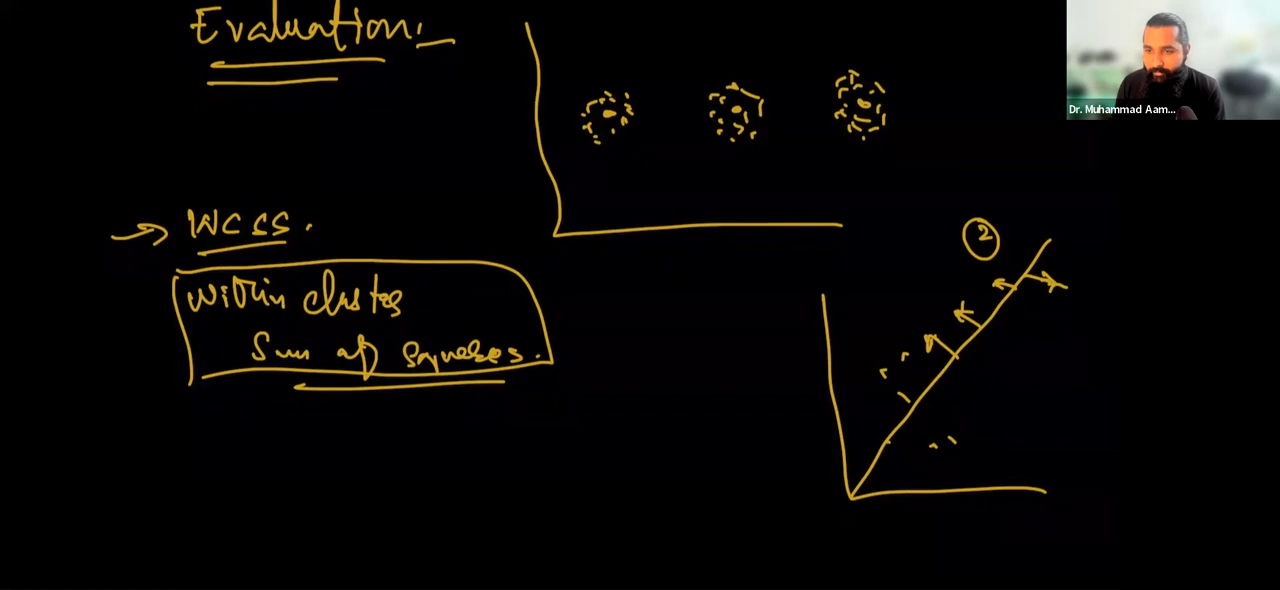 Evaluation:
Dr. Muhammad Aam...
→ WCSS.
2
Within cluster
Sum of Squares.